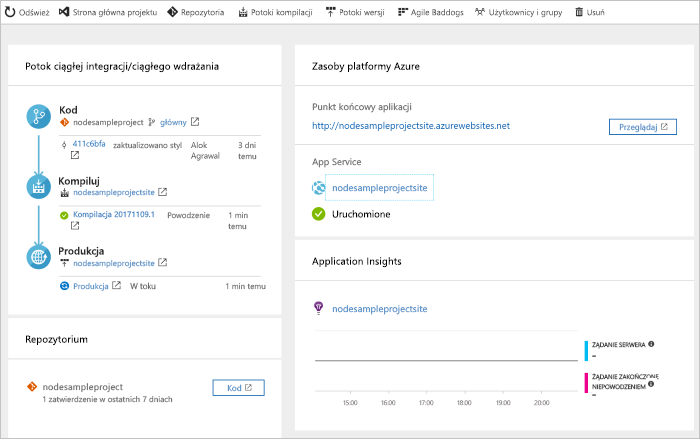 Odśwież Strona główna projektu Repozytoria Potoki kompilacji Potoki wersji Agile Baddogs Użytkownicy i grupy Usuń
Potok ciągłej integracji/ciągłego wdrażania
Kod
nodesampleproject główny
411c6bfa zaktualizowano styl Alok Agrawal 3 dni temu
Kompiluj
nodesampleprojectsite
Kompilacja 20171109.1 Powodzenie 1 min temu
Produkcja
nodesampleprojectsite
Produkcja W toku 1 min temu
Repozytorium
nodesampleproject
1 zatwierdzenie w ostatnich 7 dniach
Kod
Zasoby platformy Azure
Punkt końcowy aplikacji
http://nodesampleprojectsite.azurewebsites.net Przeglądaj
App Service
nodesampleprojectsite
Uruchomione
Application Insights
nodesampleprojectsite
ŻĄDANIE SERWERA
--
ŻĄDANIE ZAKOŃCZONE
NIEPOWODZENIEM
--
15:00 16:00 17:00 18:00 19:00 20:00